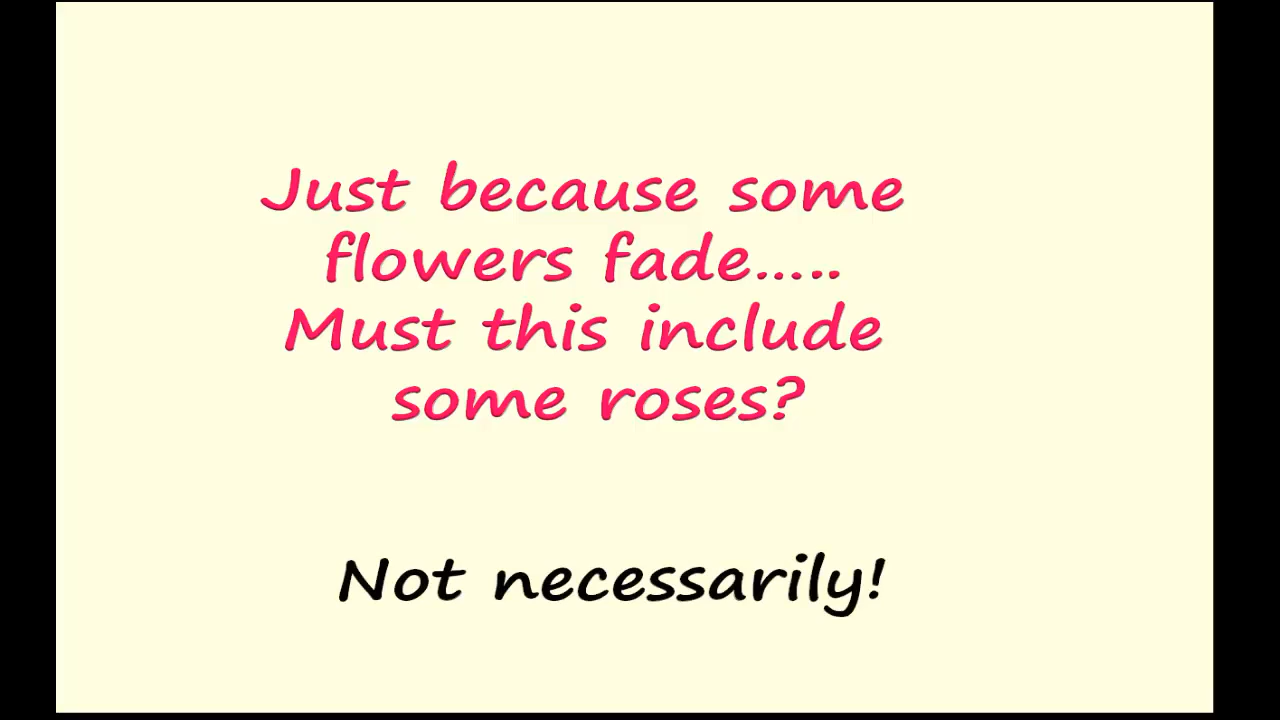 Just because some
flowers fade.....
Must this include
some roses?
Not necessarily!